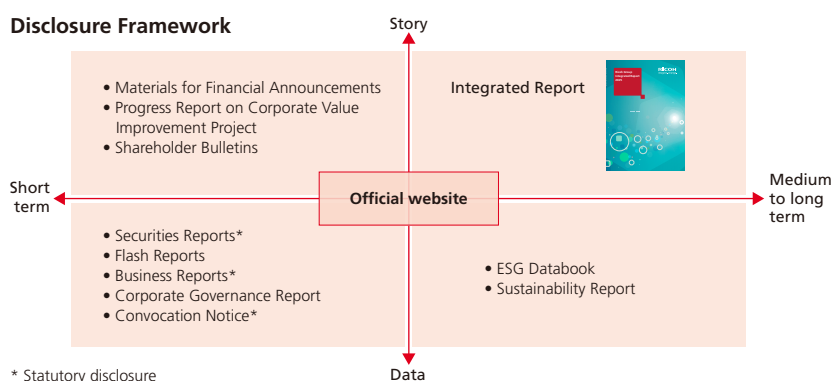 Disclosure Framework
Story
• Materials for Financial Announcements
• Progress Report on Corporate Value
Improvement Project
• Shareholder Bulletins
Integrated Report
RICOH
Short
term
Official website
Medium
to long
term
• Securities Reports*
• Flash Reports
• Business Reports*
• Corporate Governance Report
• Convocation Notice*
• ESG Databook
• Sustainability Report
* Statutory disclosure
Data